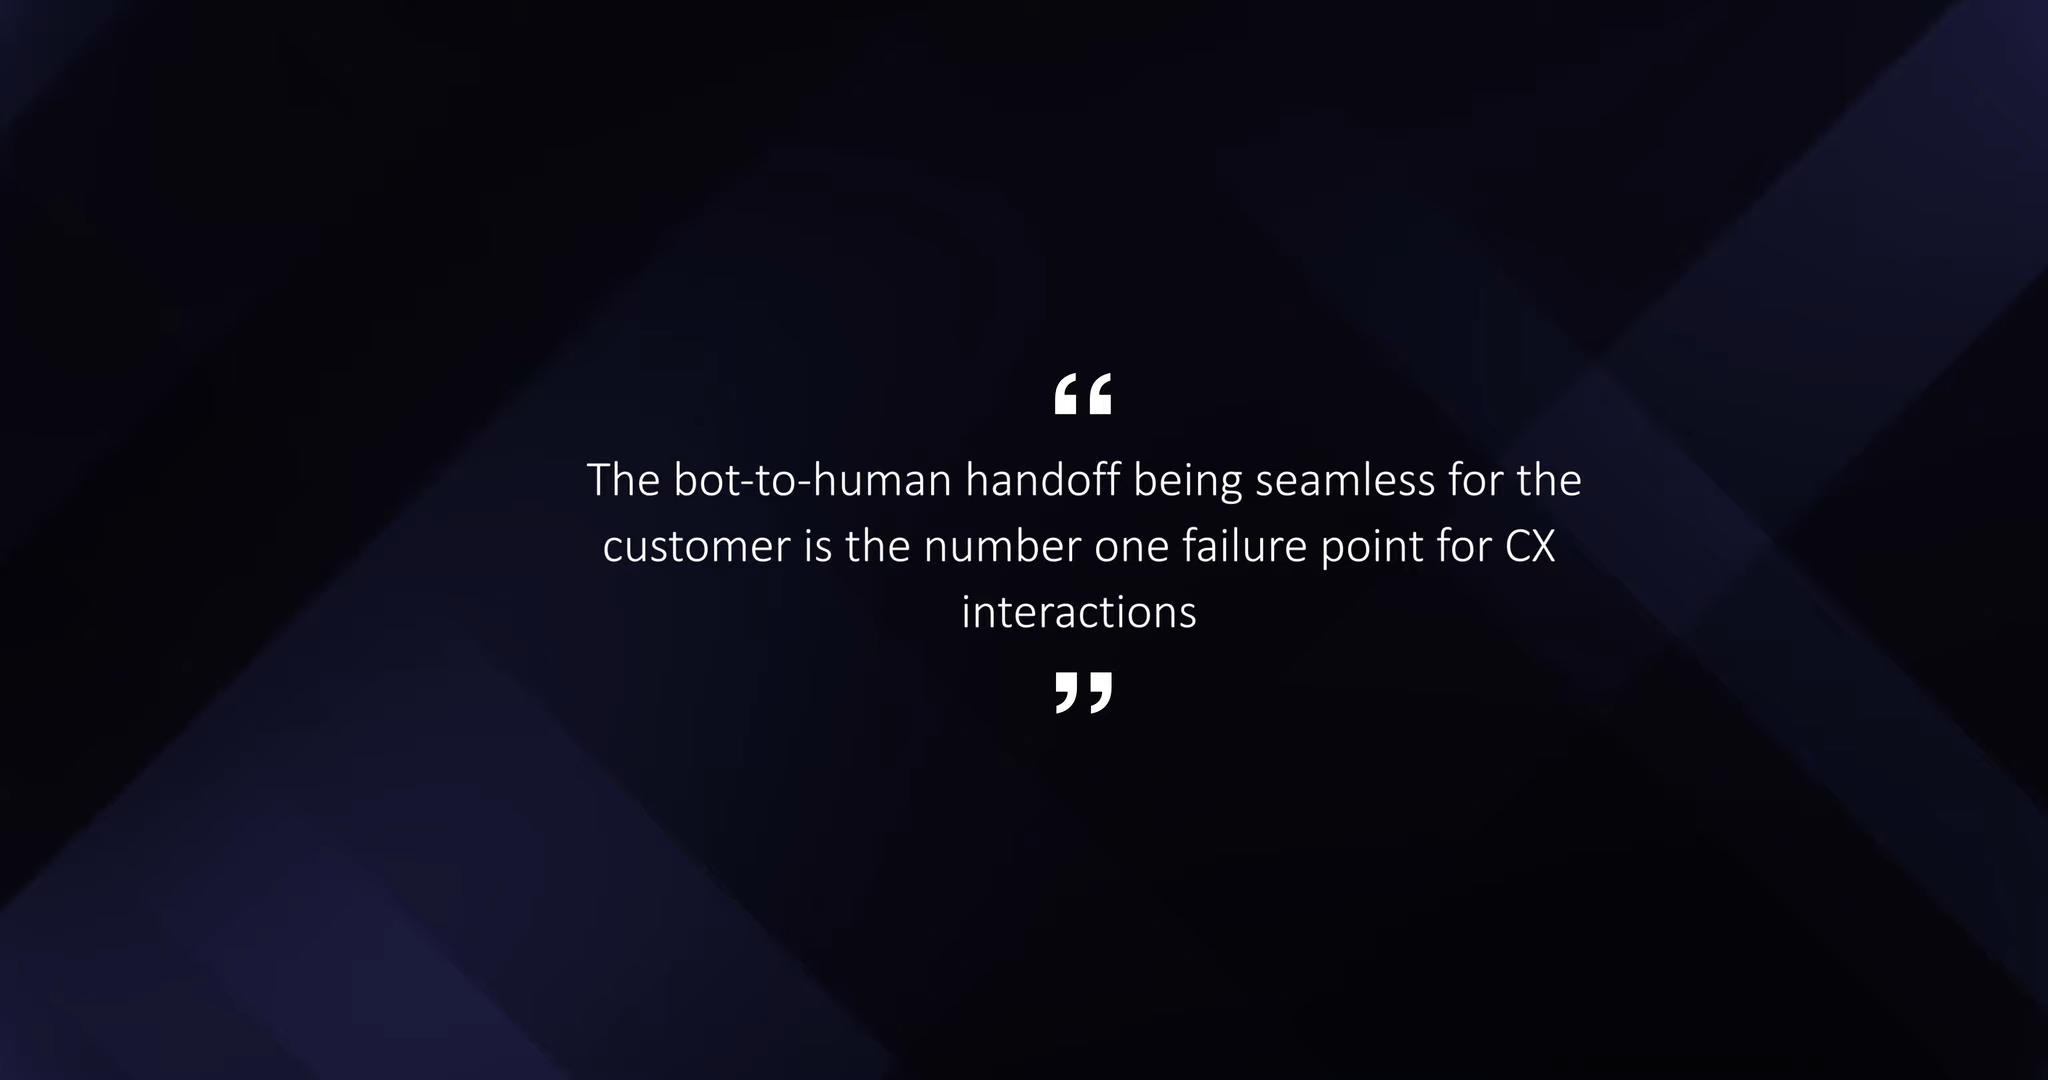 “
The bot-to-human handoff being seamless for the
customer is the number one failure point for CX
interactions
”